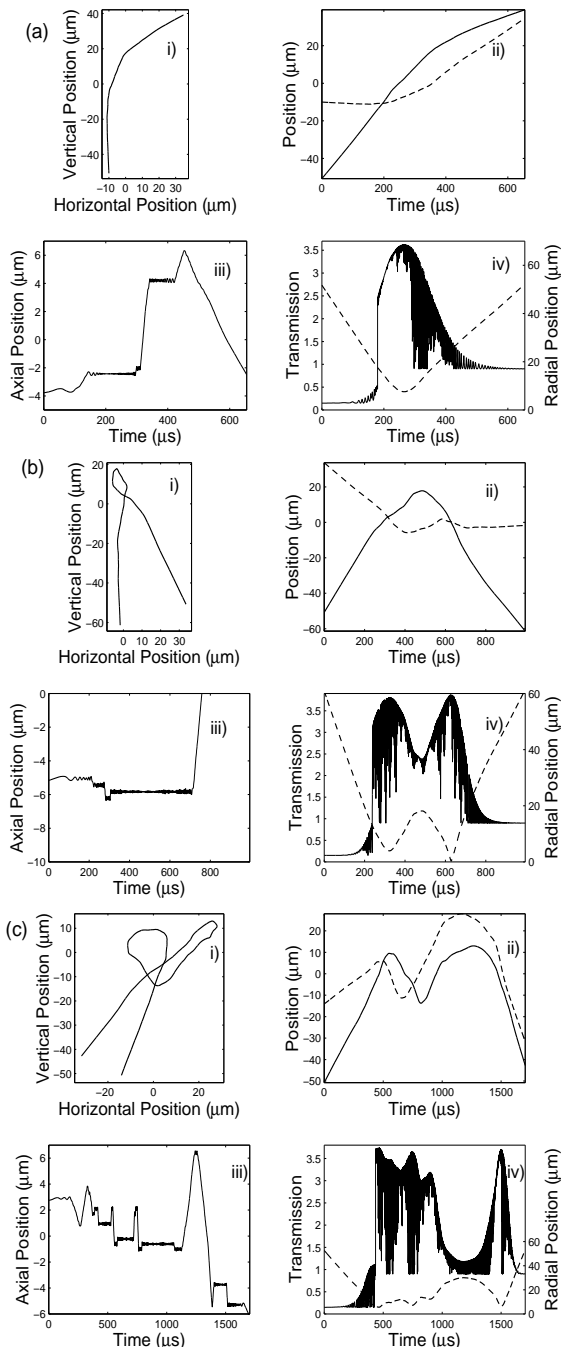 (a)
i)
Vertical Position (μm)
40
20
0
−20
−40
−10 0 10 20 30
Horizontal Position (μm)
ii)
Position (μm)
20
0
−20
−40
0 200 400 600
Time (μs)
iii)
Axial Position (μm)
6
4
2
0
−2
−4
0 200 400 600
Time (μs)
iv)
Transmission
3.5
3
2.5
2
1.5
1
0.5
0
0 200 400 600
Time (μs)
60
40
20
0
Radial Position (μm)
(b)
i)
Vertical Position (μm)
20
10
0
−20
−40
−60
0 10 20 30
Horizontal Position (μm)
ii)
Position (μm)
20
0
−20
−40
−60
0 200 400 600 800
Time (μs)
iii)
Axial Position (μm)
0
−2
−4
−6
−8
−10
0 200 400 600 800
Time (μs)
iv)
Transmission
3.5
3
2.5
2
1.5
1
0.5
0
0 200 400 600 800
Time (μs)
60
40
20
0
Radial Position (μm)
(c)
i)
Vertical Position (μm)
10
0
−10
−20
−30
−40
−50
−20 0 20
Horizontal Position (μm)
ii)
Position (μm)
20
10
0
−10
−20
−30
−40
−50
0 500 1000 1500
Time (μs)
iii)
Axial Position (μm)
6
4
2
0
−2
−4
−6
0 500 1000 1500
Time (μs)
iv)
Transmission
3.5
3
2.5
2
1.5
1
0.5
0
0 500 1000 1500
Time (μs)
60
40
20
0
Radial Position (μm)